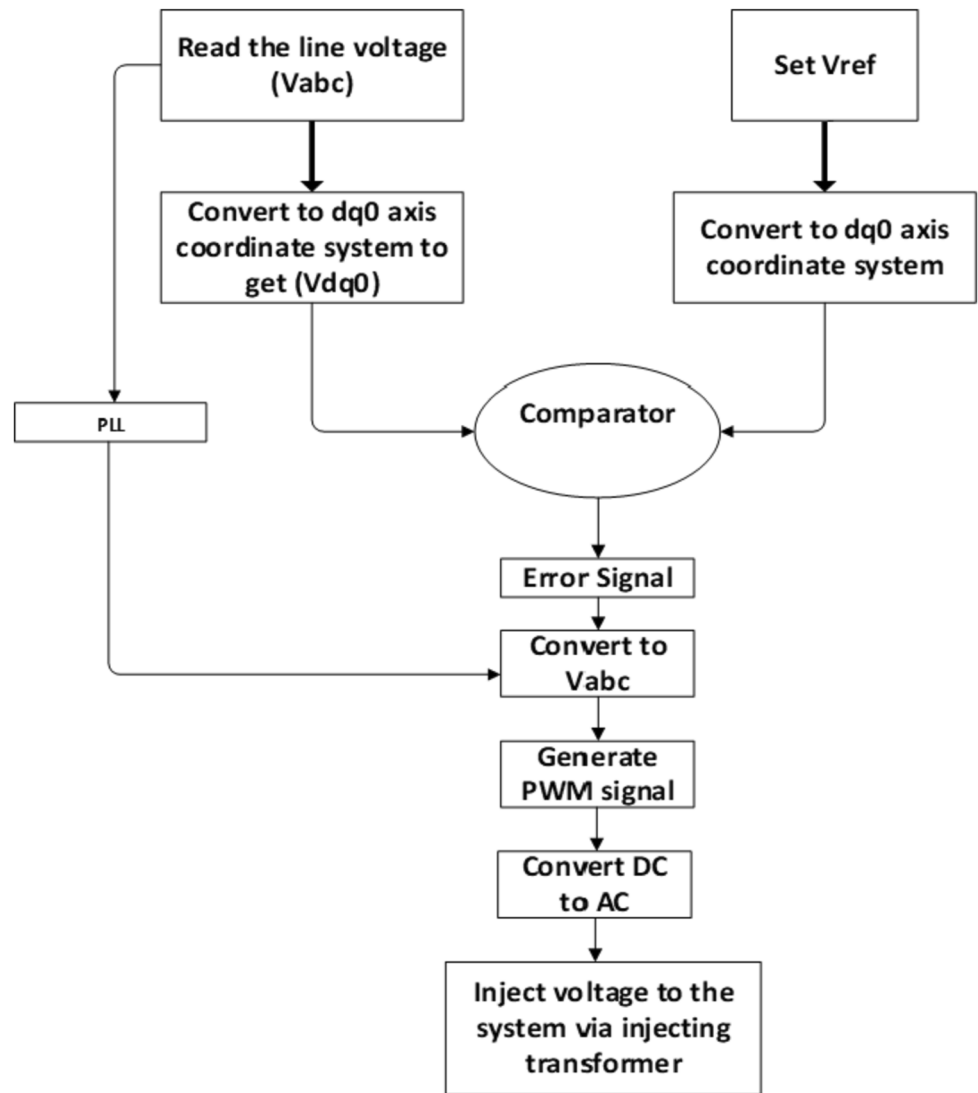 Read the line voltage
(Vabc)
Set Vref
Convert to dq0 axis
coordinate system to
get (Vdq0)
Convert to dq0 axis
coordinate system
Comparator
PLL
Error Signal
Convert to
Vabc
Generate
PWM signal
Convert DC
to AC
Inject voltage to the
system via injecting
transformer